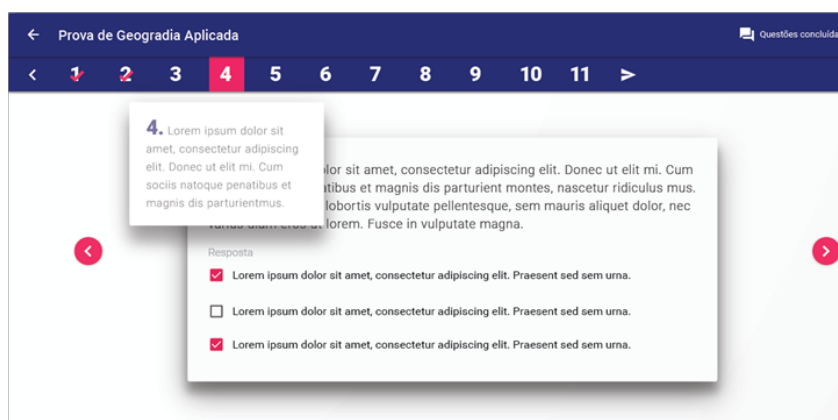 Prova de Geogradia Aplicada
Questões concluída
1 2 3 4 5 6 7 8 9 10 11
4. Lorem ipsum dolor sit
amet, consectetur adipiscing
elit. Donec ut elit mi. Cum
sociis natoque penatibus et
magnis dis parturientmus.
lor sit amet, consectetur adipiscing elit. Donec ut elit mi. Cum
atibus et magnis dis parturient montes, nascetur ridiculus mus.
lobortis vulputate pellentesque, sem mauris aliquet dolor, nec
varius diam eros ut lorem. Fusce in vulputate magna.
Resposta
Lorem ipsum dolor sit amet, consectetur adipiscing elit. Praesent sed sem urna.
Lorem ipsum dolor sit amet, consectetur adipiscing elit. Praesent sed sem urna.
Lorem ipsum dolor sit amet, consectetur adipiscing elit. Praesent sed sem urna.